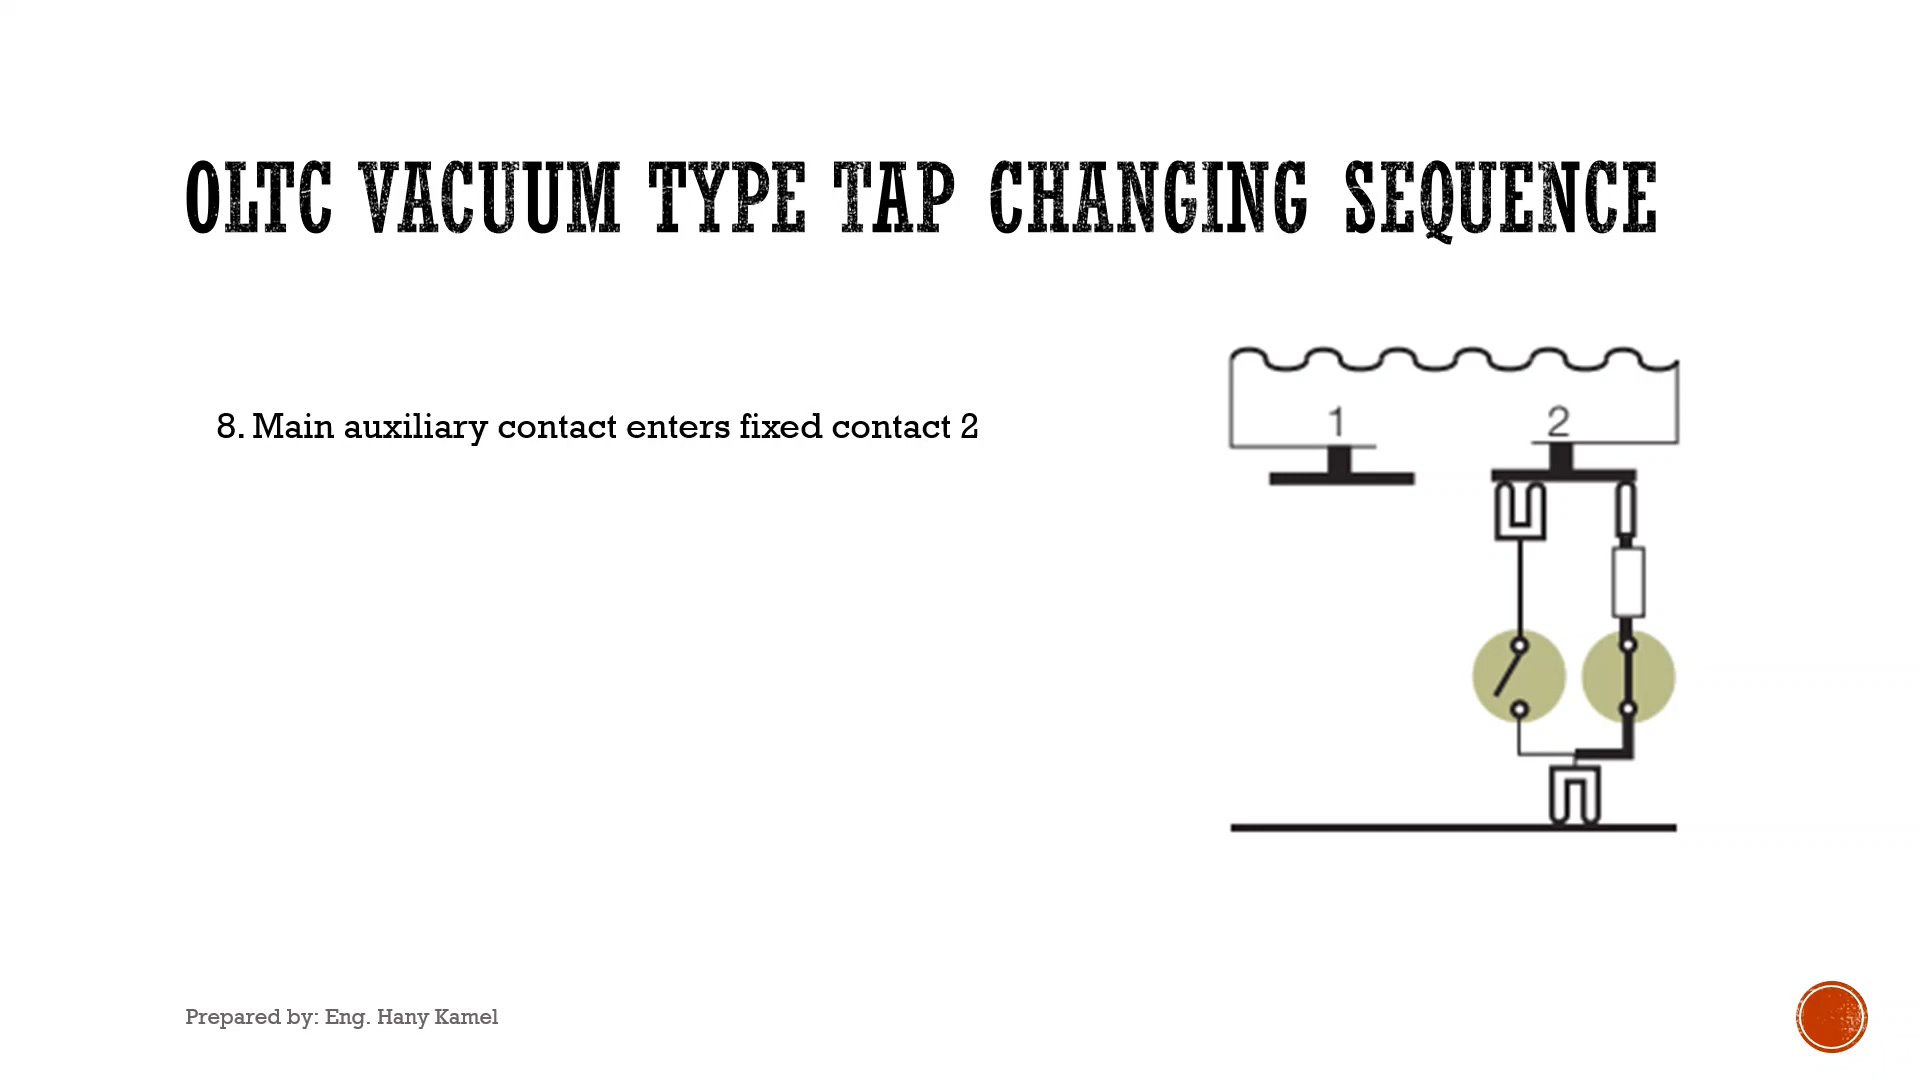 OLTC VACUUM TYPE TAP CHANGING SEQUENCE
8. Main auxiliary contact enters fixed contact 2
1
2
Prepared by: Eng. Hany Kamel